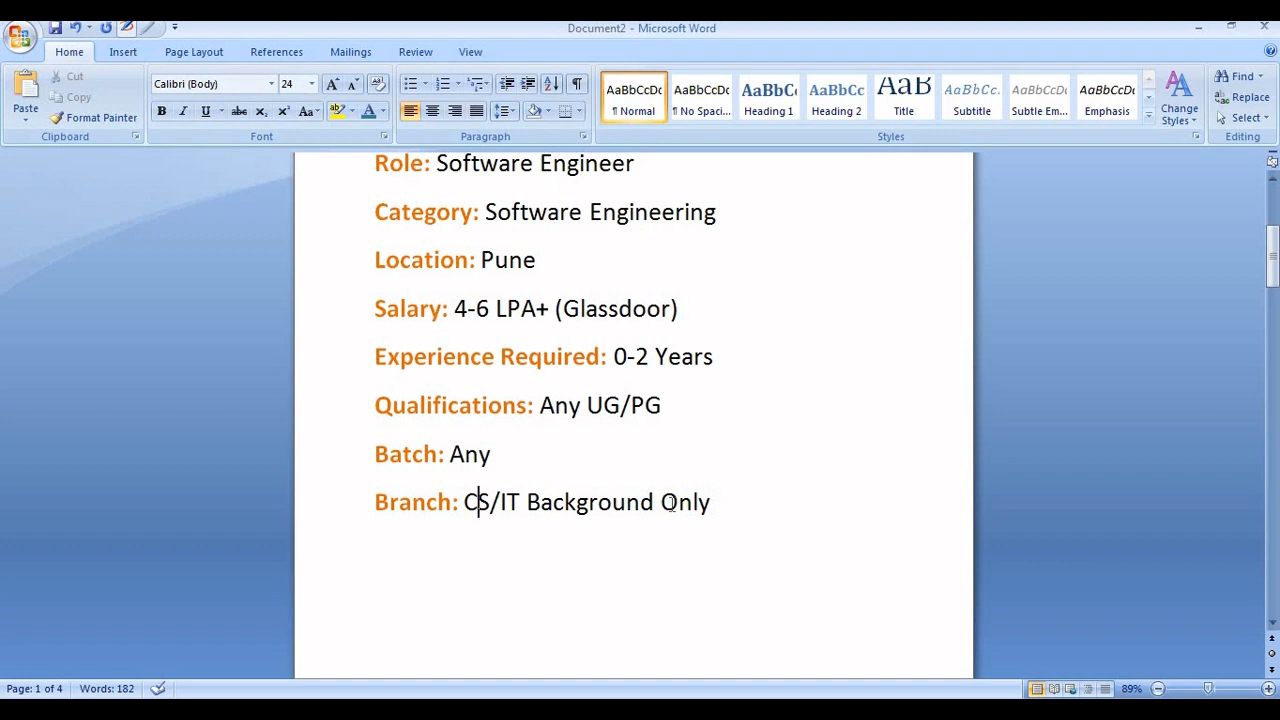 Document2 - Microsoft Word
Home Insert Page Layout References Mailings Review View
Paste
Cut
Copy
Format Painter
Clipboard
Calibri (Body) 24
Font
Paragraph
AaBbCcDc AaBbCcDc AaBbCc AaBbCc AaB AaBbCc. AaBbCcDc AaBbCcDc
¶ Normal ¶ No Spaci... Heading 1 Heading 2 Title Subtitle Subtle Em... Emphasis
Change Styles
Styles
Find
Replace
Select
Editing
Role: Software Engineer
Category: Software Engineering
Location: Pune
Salary: 4-6 LPA+ (Glassdoor)
Experience Required: 0-2 Years
Qualifications: Any UG/PG
Batch: Any
Branch: CS/IT Background Only
Page: 1 of 4 Words: 182 89%